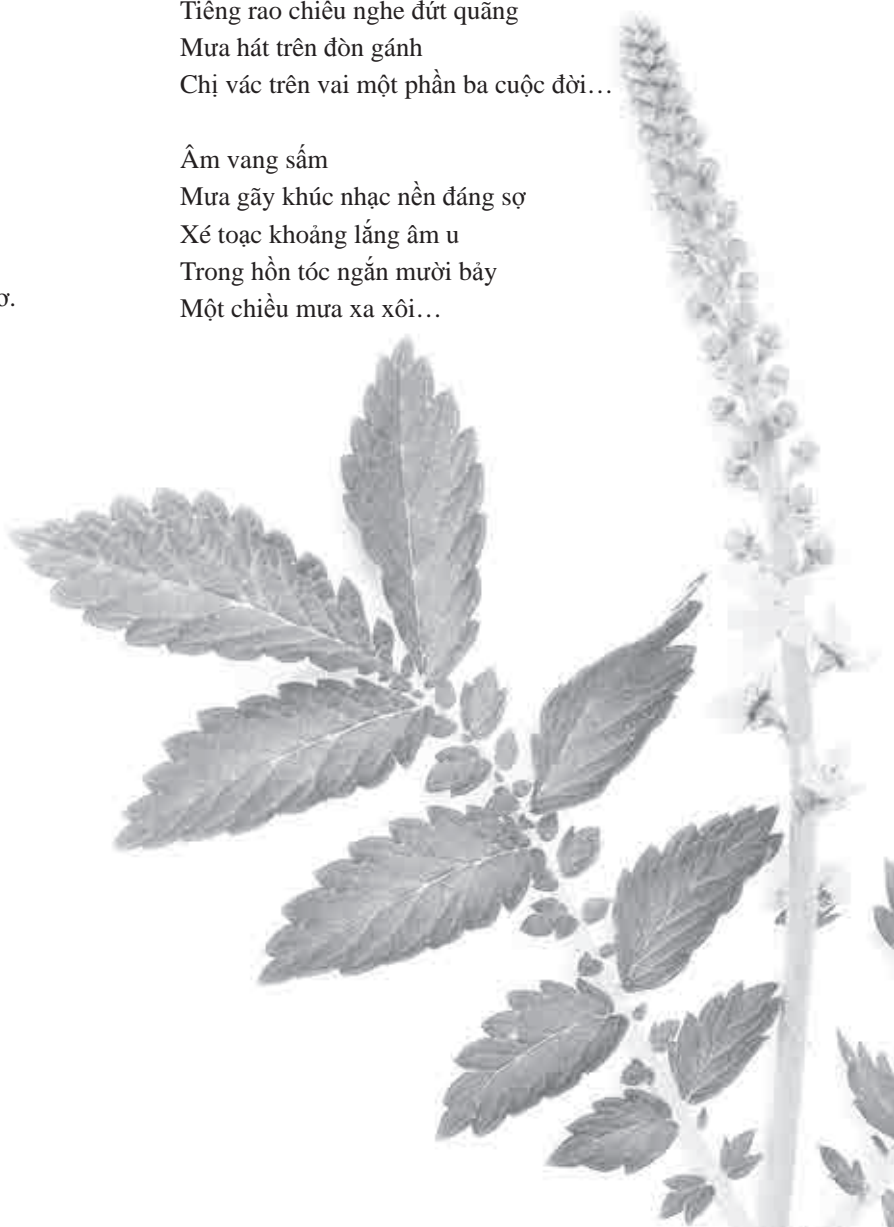 Tiếng rao chiều nghe đứt quãng
Mưa hát trên đòn gánh
Chị vác trên vai một phần ba cuộc đời…

Âm vang sấm
Mưa gãy khúc nhạc nền đáng sợ
Xé toạc khoảng lắng âm u
Trong hồn tóc ngắn mười bảy
ơ.
Một chiều mưa xa xôi…